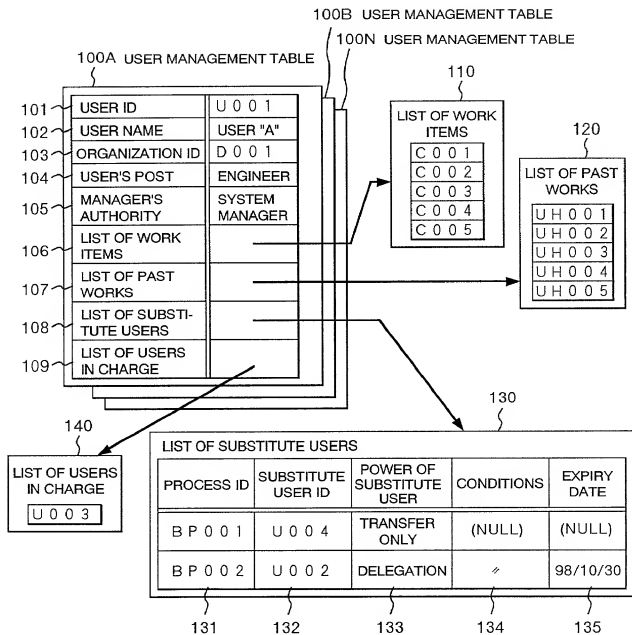 100B USER MANAGEMENT TABLE
100N USER MANAGEMENT TABLE
100A USER MANAGEMENT TABLE
101 USER ID U001
102 USER NAME USER "A"
103 ORGANIZATION ID D001
104 USER'S POST ENGINEER
105 MANAGER'S AUTHORITY SYSTEM MANAGER
106 LIST OF WORK ITEMS
107 LIST OF PAST WORKS
108 LIST OF SUBSTI-
TUTE USERS
109 LIST OF USERS IN CHARGE
110
LIST OF WORK
ITEMS
C001
C002
C003
C004
C005
120
LIST OF PAST
WORKS
UH001
UH002
UH003
UH004
UH005
140
LIST OF USERS
IN CHARGE
U003
130
LIST OF SUBSTITUTE USERS
PROCESS ID SUBSTITUTE USER ID POWER OF SUBSTITUTE USER CONDITIONS EXPIRY DATE
BP001 U004 TRANSFER ONLY (NULL) (NULL)
BP002 U002 DELEGATION 〃 98/10/30
131 132 133 134 135